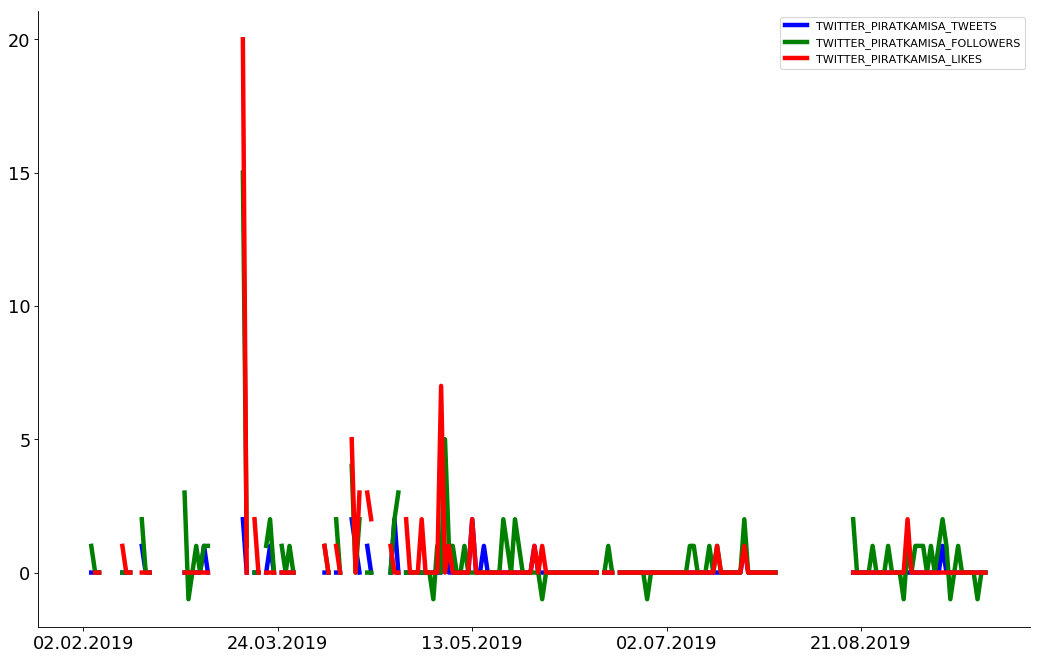 TWITTER_PIRATKAMISA_TWEETS
TWITTER_PIRATKAMISA_FOLLOWERS
TWITTER_PIRATKAMISA_LIKES
20
15
10
5
0
02.02.2019 24.03.2019 13.05.2019 02.07.2019 21.08.2019